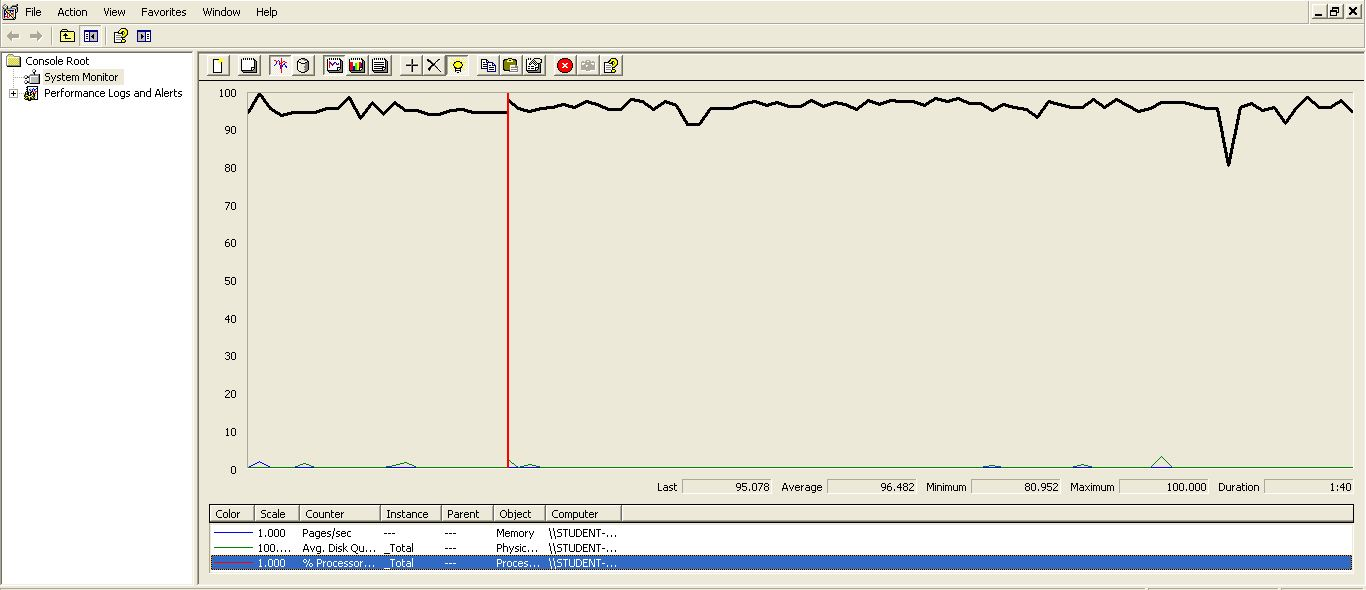 File Action View Favorites Window Help
Console Root
System Monitor
Performance Logs and Alerts
100
90
80
70
60
50
40
30
20
10
0
Last 95.078 Average 96.482 Minimum 80.952 Maximum 100.000 Duration 1:40
Color Scale Counter Instance Parent Object Computer
1.000 Pages/sec --- --- Memory \\STUDENT-...
100.... Avg. Disk Qu... _Total --- Physic... \\STUDENT-...
1.000 % Processor... _Total --- Proces... \\STUDENT-...